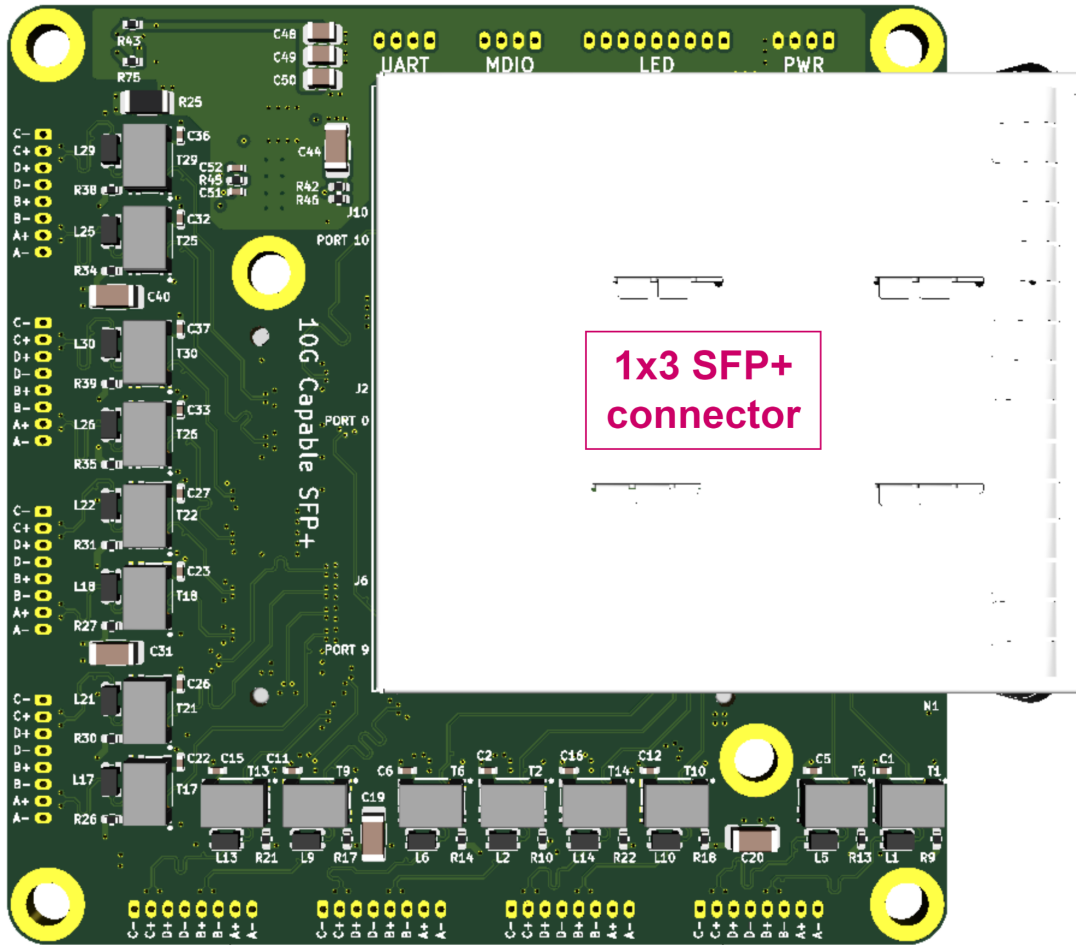 R43
R75
C48
C49
C50
UART
MDIO
LED
PWR
R25
C36
L29
T29
R38
C52
R45
C51
C44
R42
R46
J10
PORT 10
C-
C+
D+
D-
B+
B-
A+
A-
C32
L25
T25
R34
C40
C37
L30
T30
R39
C-
C+
D+
D-
B+
B-
A+
A-
C33
L26
T26
R35
10G Capable SFP+
J2
PORT 0
1x3 SFP+
connector
C27
L22
T22
R31
C-
C+
D+
D-
B+
B-
A+
A-
C23
L18
T18
R27
J6
PORT 9
C31
C26
L21
T21
R30
C-
C+
D+
D-
B+
B-
A+
A-
C22
L17
T17
R26
N1
C15
T13
C11
T9
C6
T6
C2
T2
C16
T14
C12
T10
C5
T5
C1
T1
C19
L13
R21
L9
R17
L6
R14
L2
R10
L14
R22
L10
R18
C20
L5
R13
L1
R9
C-
C+
D+
D-
B+
B-
A+
A-
C-
C+
D+
D-
B+
B-
A+
A-
C-
C+
D+
D-
B+
B-
A+
A-
C-
C+
D+
D-
B+
B-
A+
A-